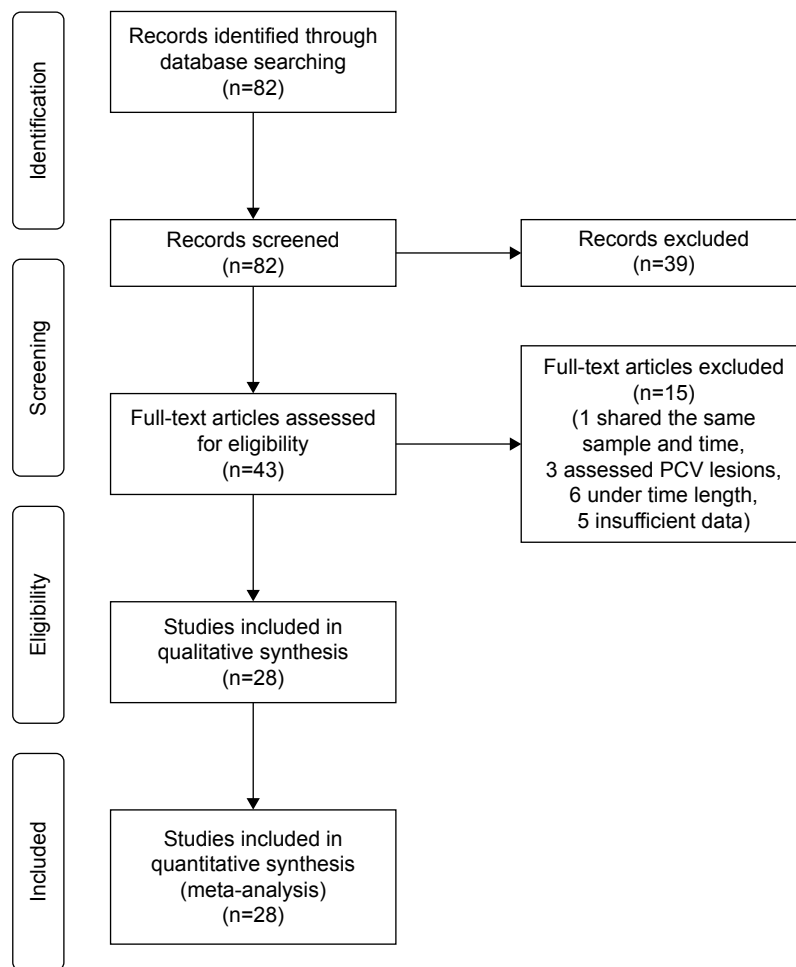 Identification
Records identified through
database searching
(n=82)
Records screened
(n=82)
Records excluded
(n=39)
Screening
Full-text articles assessed
for eligibility
(n=43)
Full-text articles excluded
(n=15)
(1 shared the same
sample and time,
3 assessed PCV lesions,
6 under time length,
5 insufficient data)
Eligibility
Studies included in
qualitative synthesis
(n=28)
Included
Studies included in
quantitative synthesis
(meta-analysis)
(n=28)